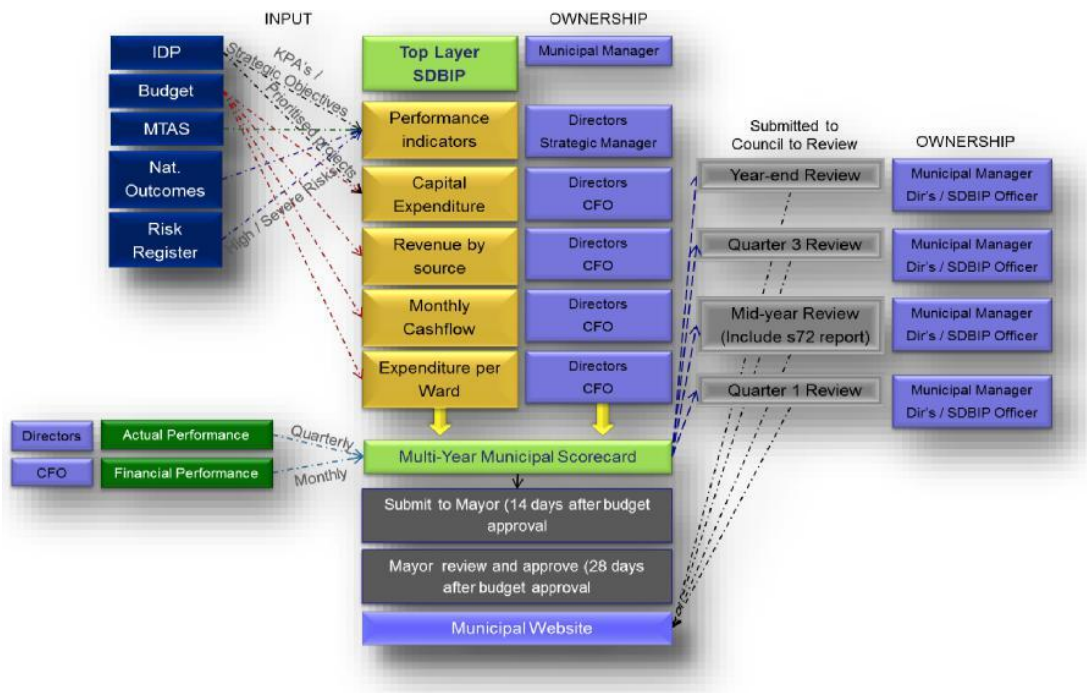 INPUT
OWNERSHIP
IDP
Budget
MTAS
Nat.
Outcomes
Risk
Register
KPA's /
Strategic Objectives
Prioritised projects
High / Severe Risks
Top Layer
SDBIP
Municipal Manager
Performance
indicators
Directors
Strategic Manager
Capital
Expenditure
Directors
CFO
Revenue by
source
Directors
CFO
Monthly
Cashflow
Directors
CFO
Expenditure per
Ward
Directors
CFO
Submitted to
Council to Review
OWNERSHIP
Year-end Review
Municipal Manager
Dir's / SDBIP Officer
Quarter 3 Review
Municipal Manager
Dir's / SDBIP Officer
Mid-year Review
(Include s72 report)
Municipal Manager
Dir's / SDBIP Officer
Quarter 1 Review
Municipal Manager
Dir's / SDBIP Officer
Directors
Actual Performance
Quarterly
CFO
Financial Performance
Monthly
Multi-Year Municipal Scorecard
Submit to Mayor (14 days after budget
approval
Mayor review and approve (28 days
after budget approval
Municipal Website